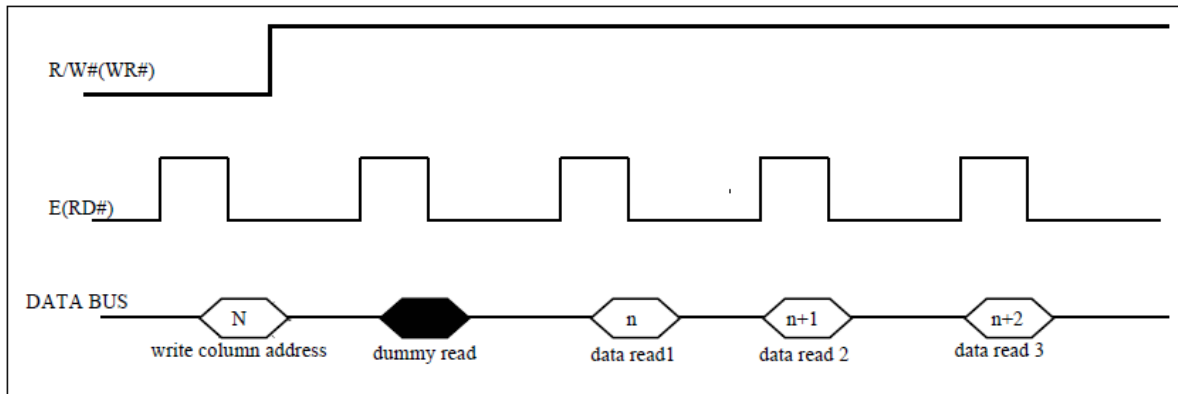 R/W#(WR#)
E(RD#)
DATA BUS
N
n
n+1
n+2
write column address
dummy read
data read1
data read 2
data read 3